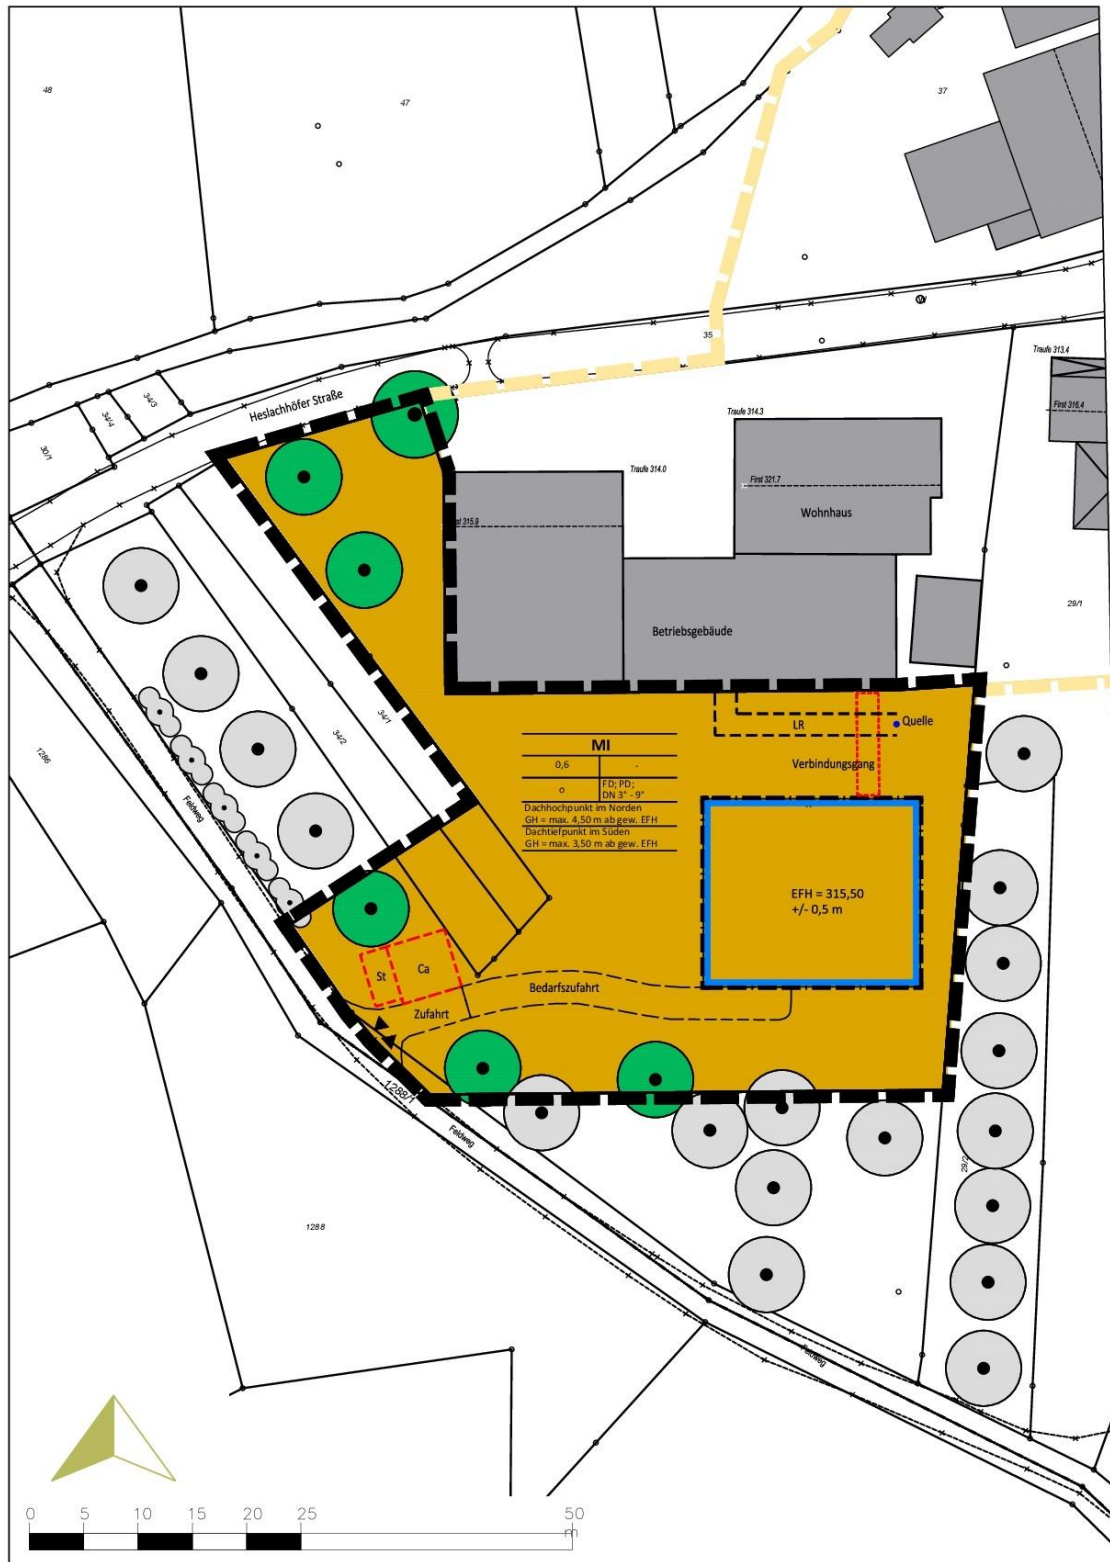 48
47
37
35
Traufe 313.4
First 316.4
34/3
34/4
30/1
Heslachhöfer Straße
Traufe 314.3
Traufe 314.0
First 321.7
Wohnhaus
Betriebsgebäude
29/1
34/1
34/2
1286
Feldweg
LR
Quelle
Verbindungsgang
MI
0,6 -
o FD; PD;
DN 3° - 9°
Dachhochpunkt im Norden
GH = max. 4,50 m ab gew. EFH
Dachtiefpunkt im Süden
GH = max. 3,50 m ab gew. EFH
EFH = 315,50
+/- 0,5 m
St
Ca
Bedarfszufahrt
Zufahrt
1288/1
Feldweg
29/2
1288
Feldweg
0 5 10 15 20 25 50
m